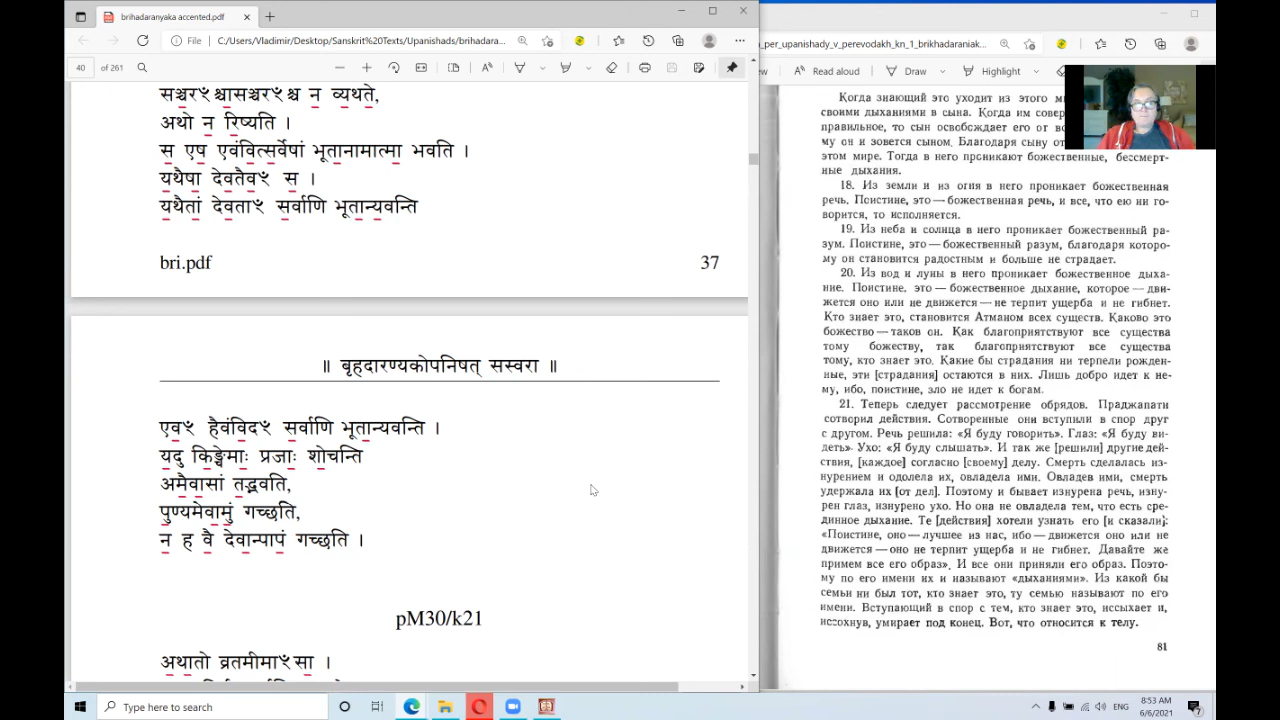 brihadaranyaka accented.pdf
File
C:/Users/Vladimir/Desktop/Sanskrit%20Texts/Upanishads/brihadara...
_per_upanishady_v_perevodakh_kn_1_brikhadaraniak...
40 of 261
Read aloud
Draw
Highlight
सञ्चरꣳश्चासञ्चरꣳश्च न व्यथते,
अथो न रिष्यति ।
स एष एवंवित्सर्वेषां भूतानामात्मा भवति ।
यथैषा देवतैवꣳ स ।
यथैतां देवताꣳ सर्वाणि भूतान्यवन्ति
bri.pdf 37
॥ बृहदारण्यकोपनिषत् सस्वरा ॥
एवꣳ हैवंविदꣳ सर्वाणि भूतान्यवन्ति ।
यदु किञ्चेमाः प्रजाः शोचन्ति
अमैवासां तद्भवति,
पुण्यमेवामुं गच्छति,
न ह वै देवान्पापं गच्छति ।
pM30/k21
अथातो व्रतमीमाꣳसा ।
Когда знающий это уходит из этого
своими дыханиями в сына. Когда им
правильное, то сын освобождает его от
му он и зовется сыном. Благодаря сыну
этом мире. Тогда в него проникают божественные, бессмерт-
ные дыхания.
18. Из земли и из огня в него проникает божественная
речь. Поистине, это — божественная речь, и все, что ею ни го-
ворится, то исполняется.
19. Из неба и солнца в него проникает божественный ра-
зум. Поистине, это — божественный разум, благодаря которо-
му он становится радостным и больше не страдает.
20. Из вод и луны в него проникает божественное дыха-
ние. Поистине, это — божественное дыхание, которое — дви-
жется оно или не движется — не терпит ущерба и не гибнет.
Кто знает это, становится Атманом всех существ. Каково это
божество — таков он. Как благоприятствуют все существа
тому божеству, так благоприятствуют все существа
тому, кто знает это. Какие бы страдания ни терпели рожден-
ные, эти [страдания] остаются в них. Лишь добро идет к не-
му, ибо, поистине, зло не идет к богам.
21. Теперь следует рассмотрение обрядов. Праджапати
сотворил действия. Сотворенные они вступили в спор друг
с другом. Речь решила: «Я буду говорить». Глаз: «Я буду ви-
деть». Ухо: «Я буду слышать». И так же [решили] другие дей-
ствия, [каждое] согласно [своему] делу. Смерть сделалась из-
нурением и одолела их, овладела ими. Овладев ими, смерть
удержала их [от дел]. Поэтому и бывает изнурена речь, изну-
рен глаз, изнурено ухо. Но она не овладела тем, что есть сре-
динное дыхание. Те [действия] хотели узнать его [и сказали]:
«Поистине, оно — лучшее из нас, ибо — движется оно или не
движется — оно не терпит ущерба и не гибнет. Давайте же
примем все его образ». И все они приняли его образ. Поэто-
му по его имени их и называют «дыханиями». Из какой бы
семьи ни был тот, кто знает это, ту семью называют по его
имени. Вступающий в спор с тем, кто знает это, иссыхает и,
иссохнув, умирает под конец. Вот, что относится к телу.
81
Type here to search
ENG
8:53 AM
6/6/2021
7